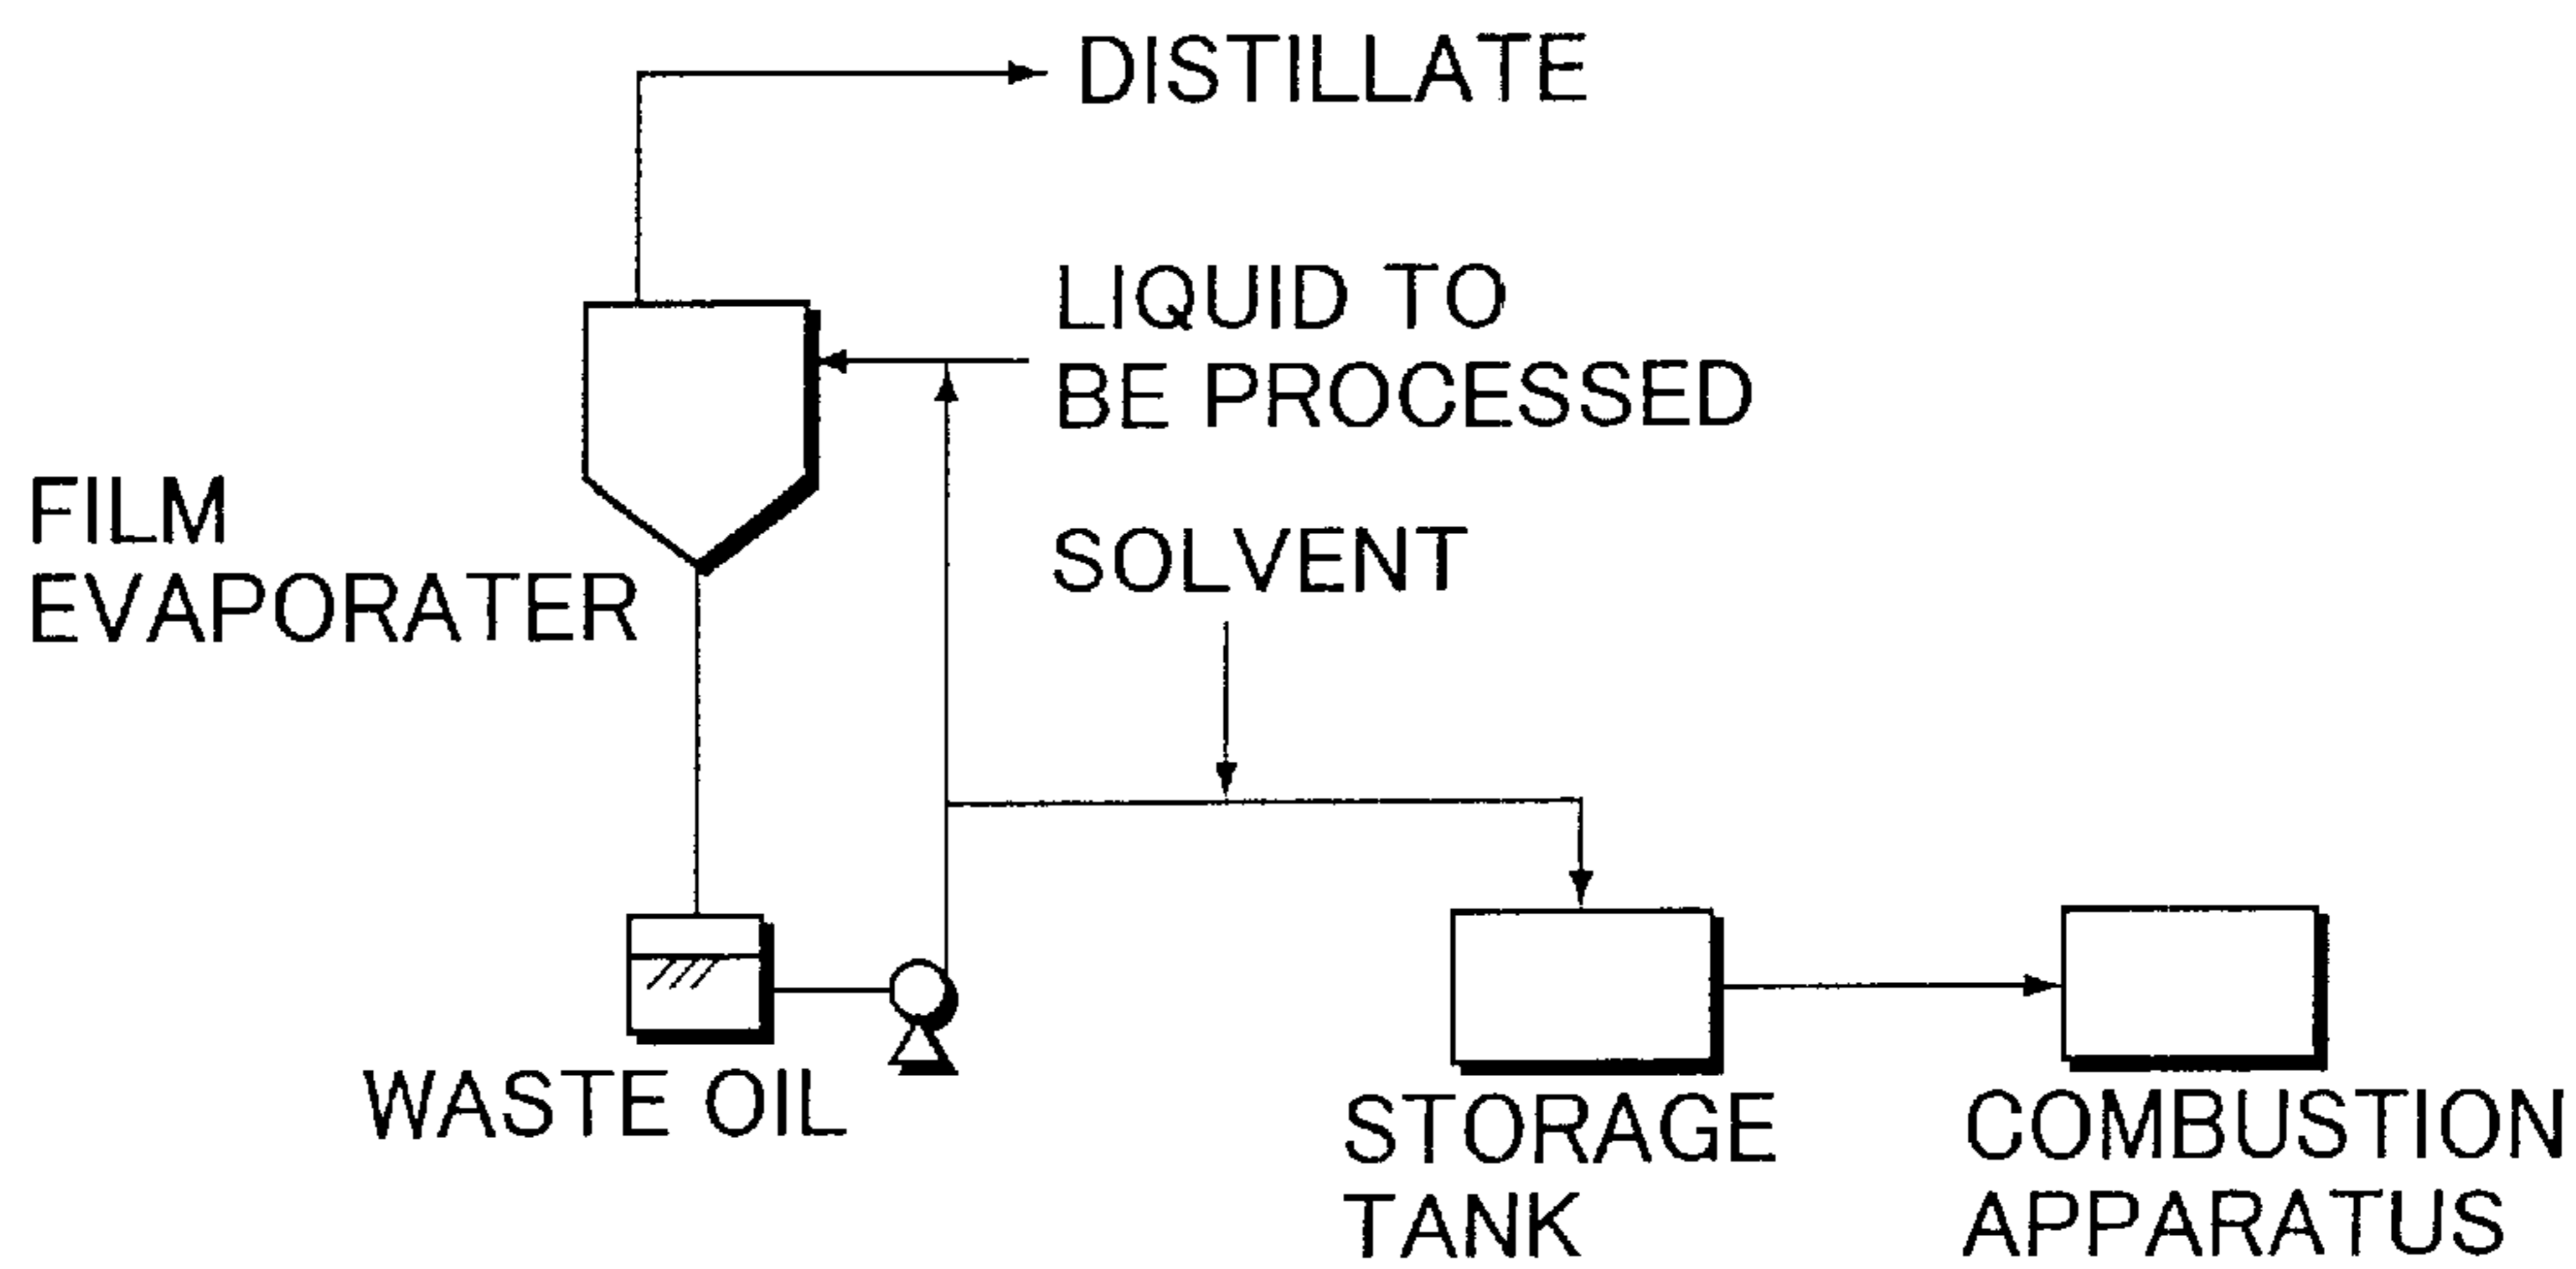 DISTILLATE
LIQUID TO
BE PROCESSED
FILM
EVAPORATER
SOLVENT
WASTE OIL
STORAGE
TANK
COMBUSTION
APPARATUS